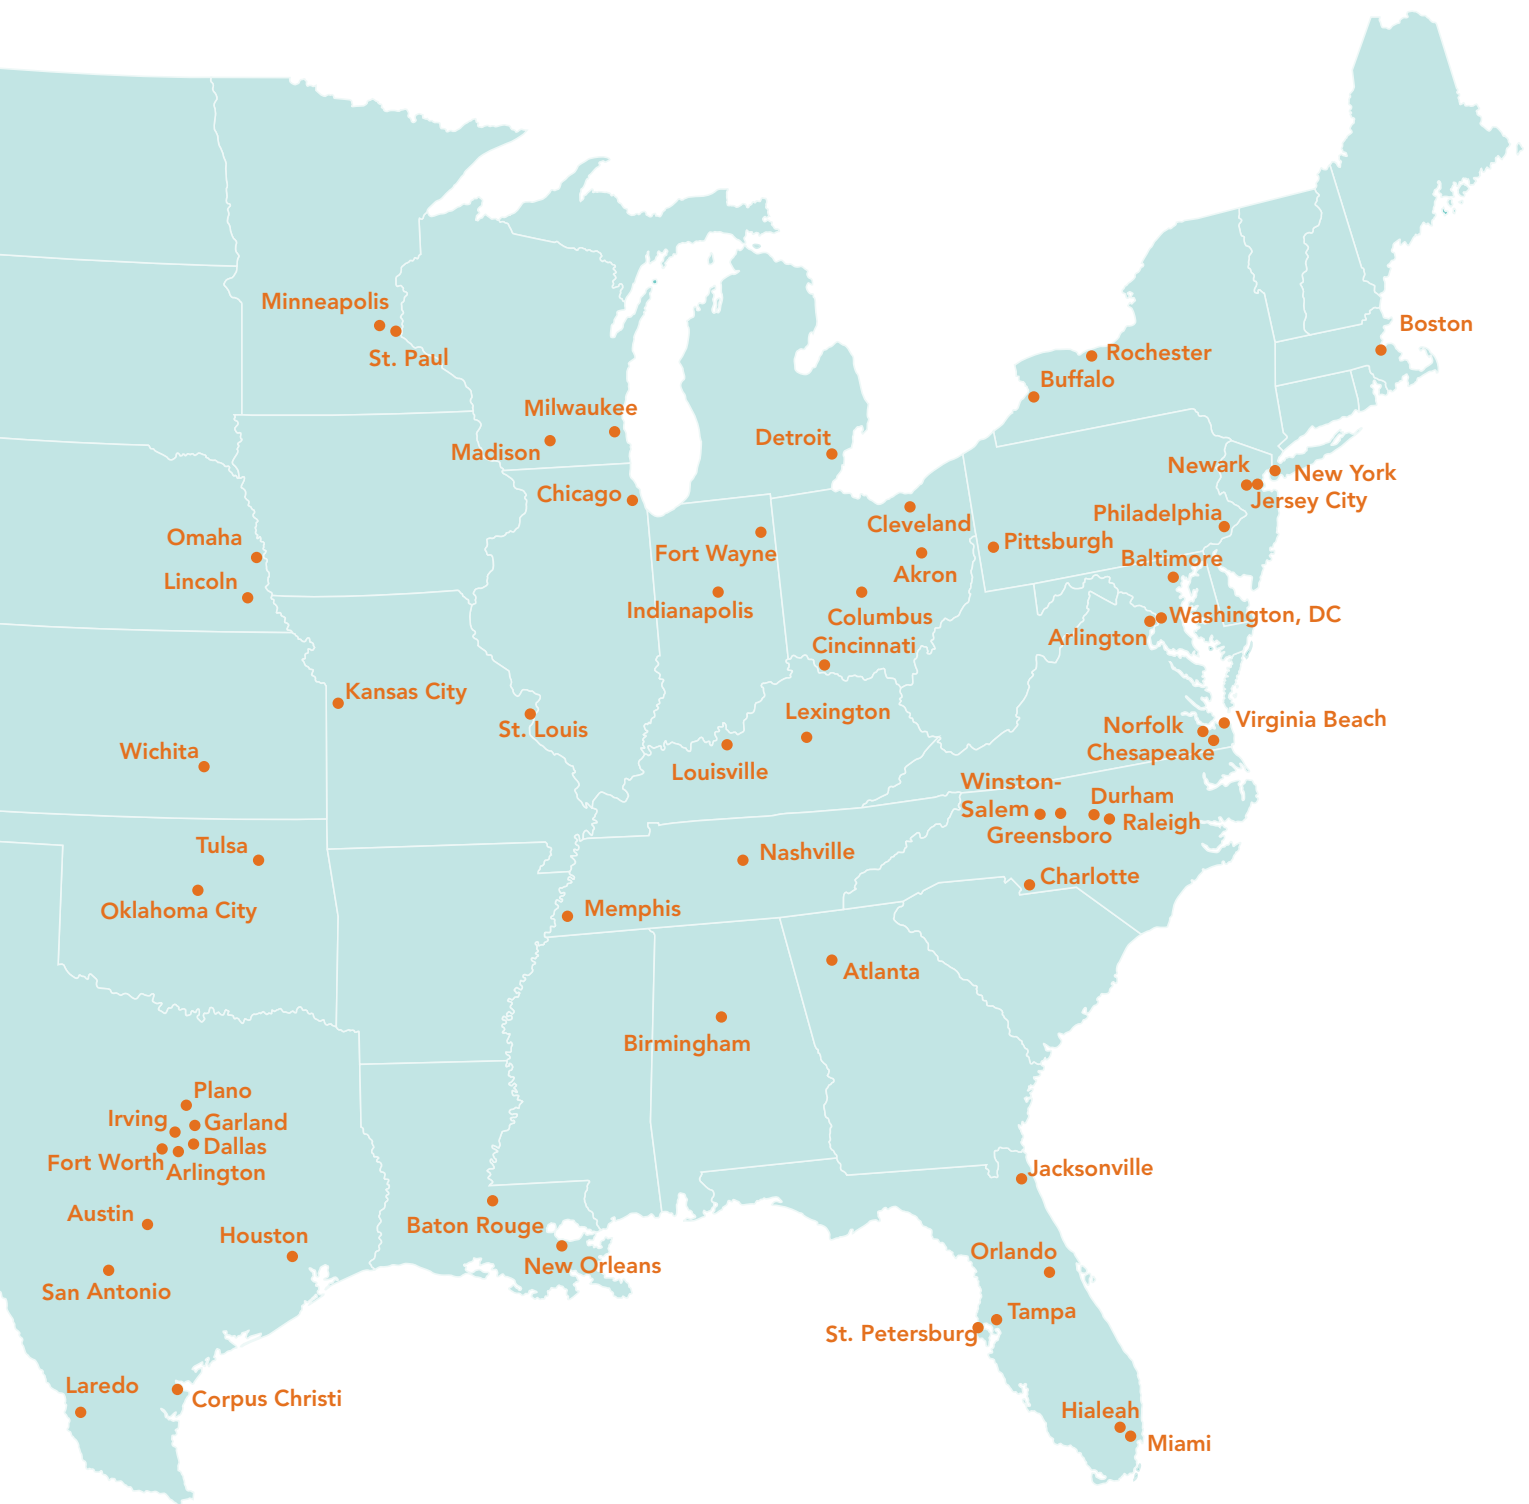 Minneapolis
Boston
St. Paul
Rochester
Buffalo
Milwaukee
Detroit
Madison
Newark
New York
Chicago
Jersey City
Philadelphia
Cleveland
Omaha
Pittsburgh
Fort Wayne
Baltimore
Akron
Lincoln
Indianapolis
Columbus
Washington, DC
Arlington
Cincinnati
Kansas City
Lexington
Virginia Beach
Norfolk
St. Louis
Wichita
Chesapeake
Louisville
Winston-
Salem
Durham
Raleigh
Greensboro
Tulsa
Nashville
Charlotte
Oklahoma City
Memphis
Atlanta
Birmingham
Plano
Irving
Garland
Dallas
Fort Worth
Arlington
Jacksonville
Austin
Baton Rouge
Houston
Orlando
New Orleans
San Antonio
Tampa
St. Petersburg
Laredo
Corpus Christi
Hialeah
Miami